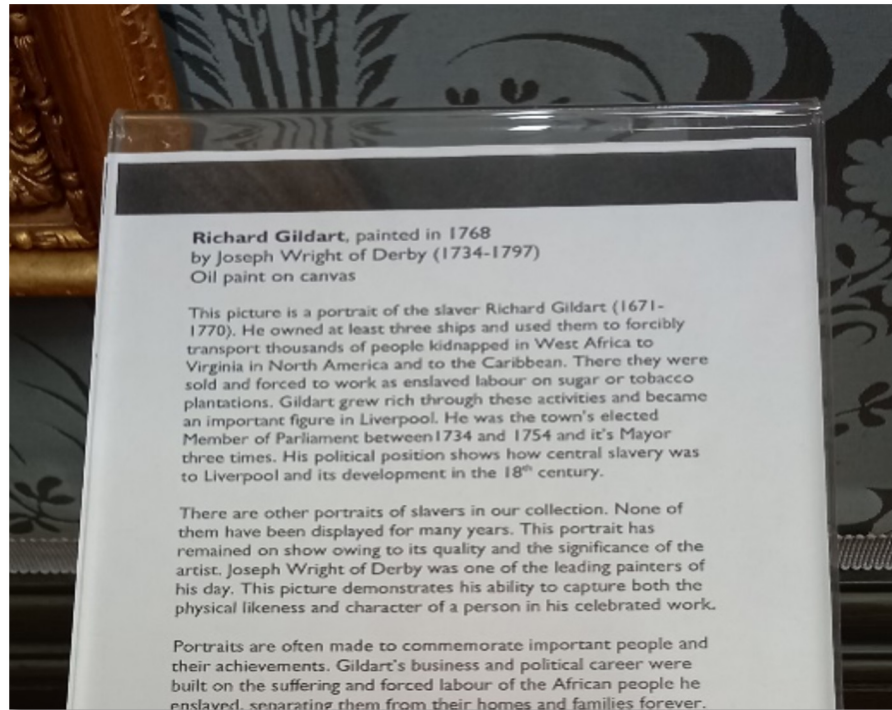 Richard Gildart, painted in 1768
by Joseph Wright of Derby (1734-1797)
Oil paint on canvas
This picture is a portrait of the slaver Richard Gildart (1671-
1770). He owned at least three ships and used them to forcibly
transport thousands of people kidnapped in West Africa to
Virginia in North America and to the Caribbean. There they were
sold and forced to work as enslaved labour on sugar or tobacco
plantations. Gildart grew rich through these activities and became
an important figure in Liverpool. He was the town's elected
Member of Parliament between1734 and 1754 and it's Mayor
three times. His political position shows how central slavery was
to Liverpool and its development in the 18th century.
There are other portraits of slavers in our collection. None of
them have been displayed for many years. This portrait has
remained on show owing to its quality and the significance of the
artist. Joseph Wright of Derby was one of the leading painters of
his day. This picture demonstrates his ability to capture both the
physical likeness and character of a person in his celebrated work.
Portraits are often made to commemorate important people and
their achievements. Gildart's business and political career were
built on the suffering and forced labour of the African people he
enslaved, separating them from their homes and families forever.